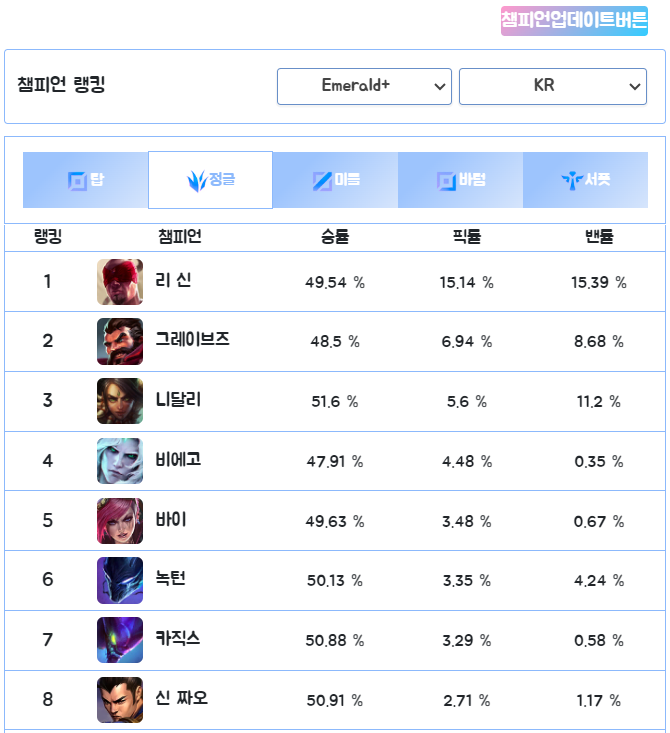 챔피언업데이트버튼
챔피언 랭킹 Emerald+ KR
탑 정글 미들 바텀 서폿
랭킹 챔피언 승률 픽률 밴률
1 리 신 49.54 % 15.14 % 15.39 %
2 그레이브즈 48.5 % 6.94 % 8.68 %
3 니달리 51.6 % 5.6 % 11.2 %
4 비에고 47.91 % 4.48 % 0.35 %
5 바이 49.63 % 3.48 % 0.67 %
6 녹턴 50.13 % 3.35 % 4.24 %
7 카직스 50.88 % 3.29 % 0.58 %
8 신 짜오 50.91 % 2.71 % 1.17 %